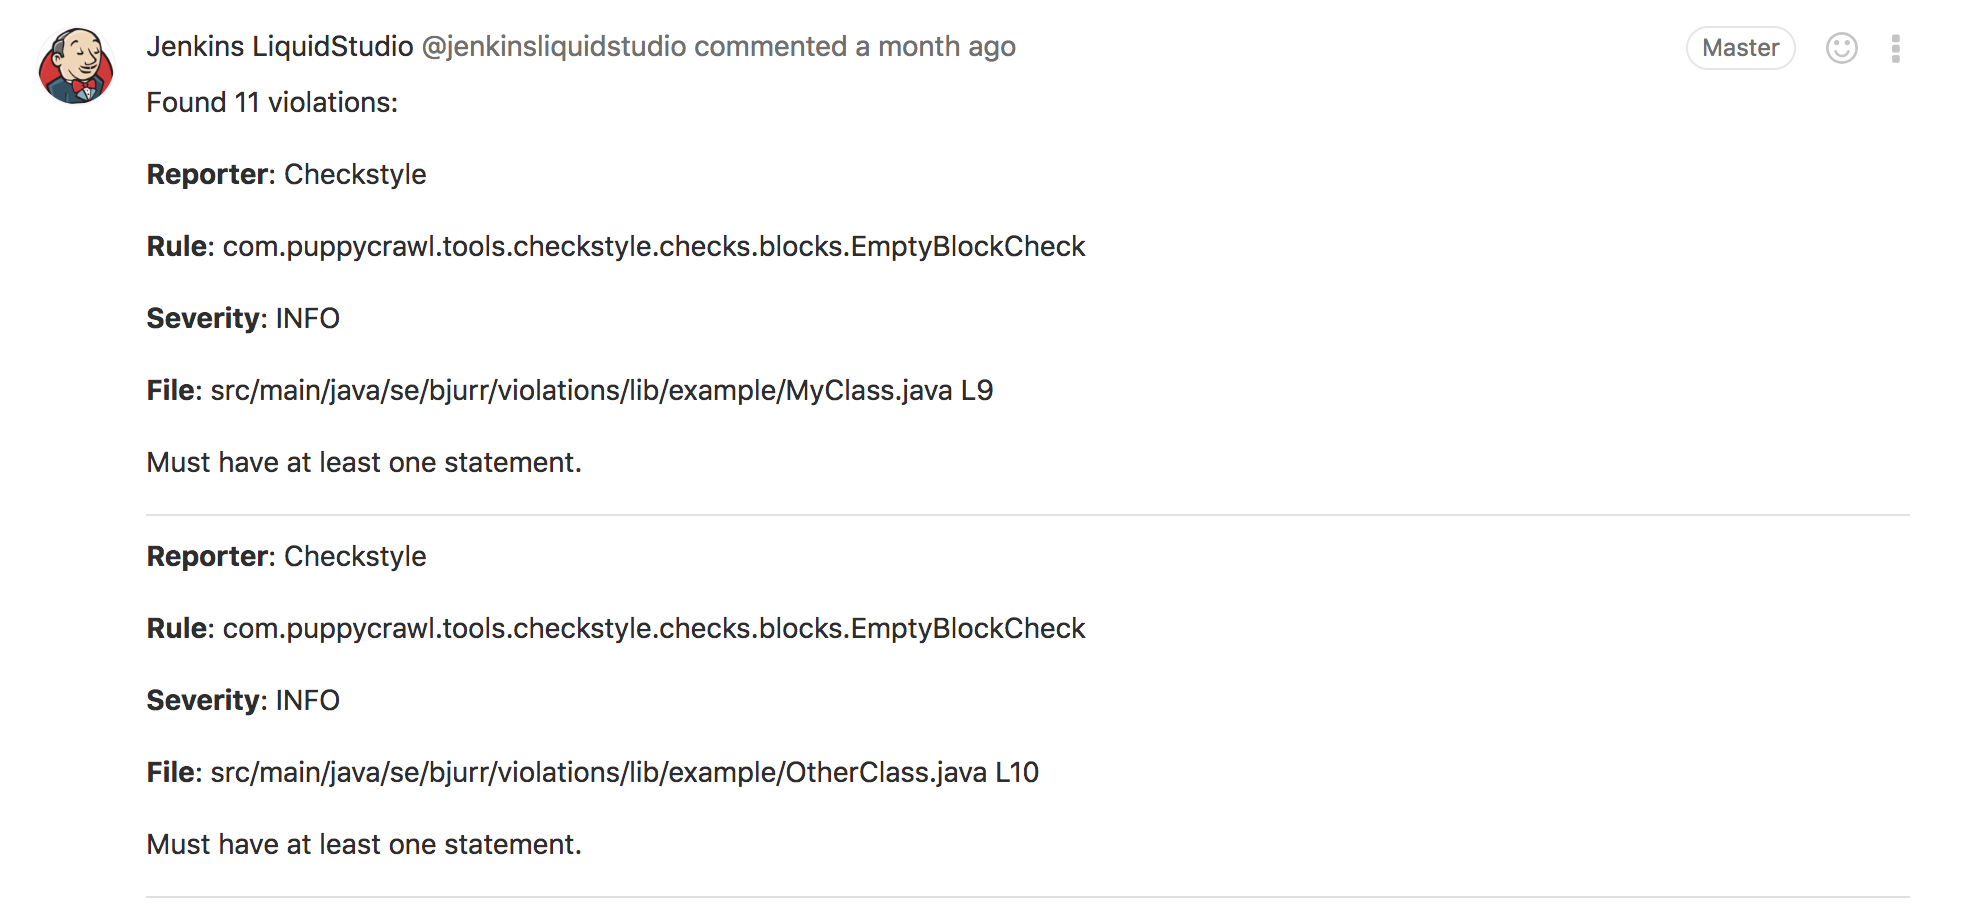 Jenkins LiquidStudio @jenkinsliquidstudio commented a month ago
Master
Found 11 violations:
Reporter: Checkstyle
Rule: com.puppycrawl.tools.checkstyle.checks.blocks.EmptyBlockCheck
Severity: INFO
File: src/main/java/se/bjurr/violations/lib/example/MyClass.java L9
Must have at least one statement.
Reporter: Checkstyle
Rule: com.puppycrawl.tools.checkstyle.checks.blocks.EmptyBlockCheck
Severity: INFO
File: src/main/java/se/bjurr/violations/lib/example/OtherClass.java L10
Must have at least one statement.